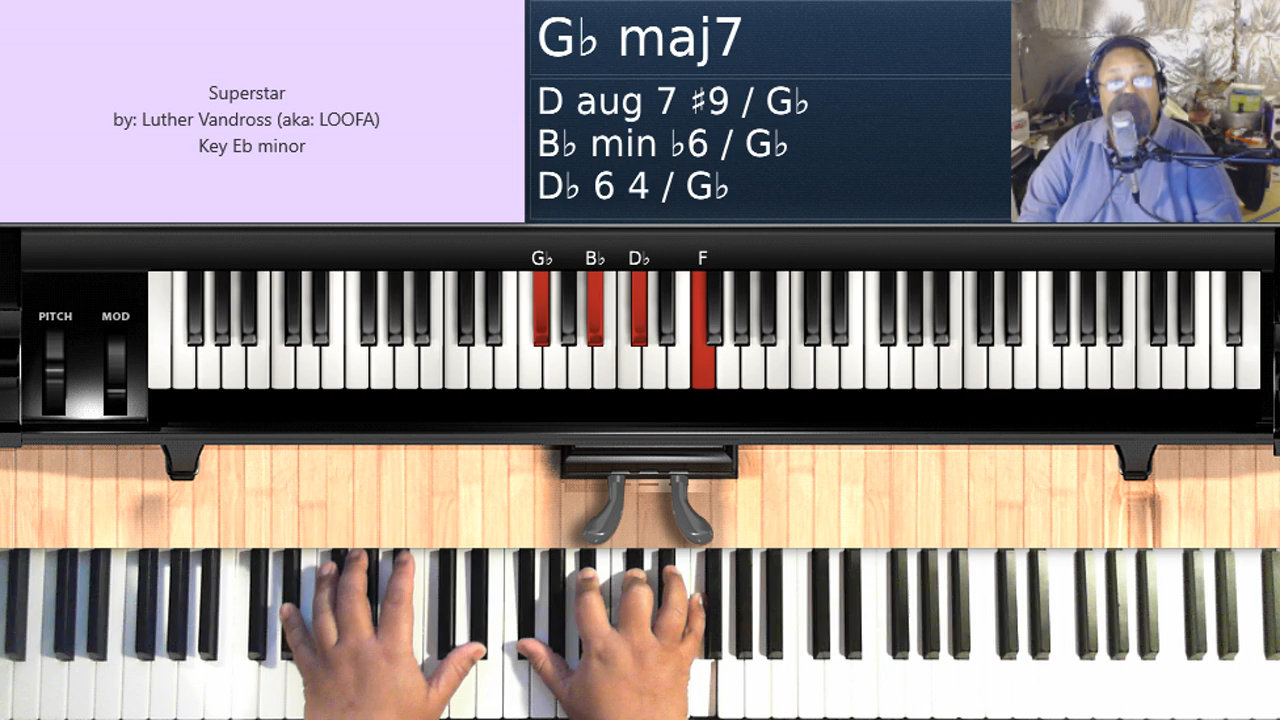 Superstar
by: Luther Vandross (aka: LOOFA)
Key Eb minor
G♭ maj7
D aug 7 ♯9 / G♭
B♭ min ♭6 / G♭
D♭ 6 4 / G♭
G♭ B♭ D♭ F
PITCH MOD